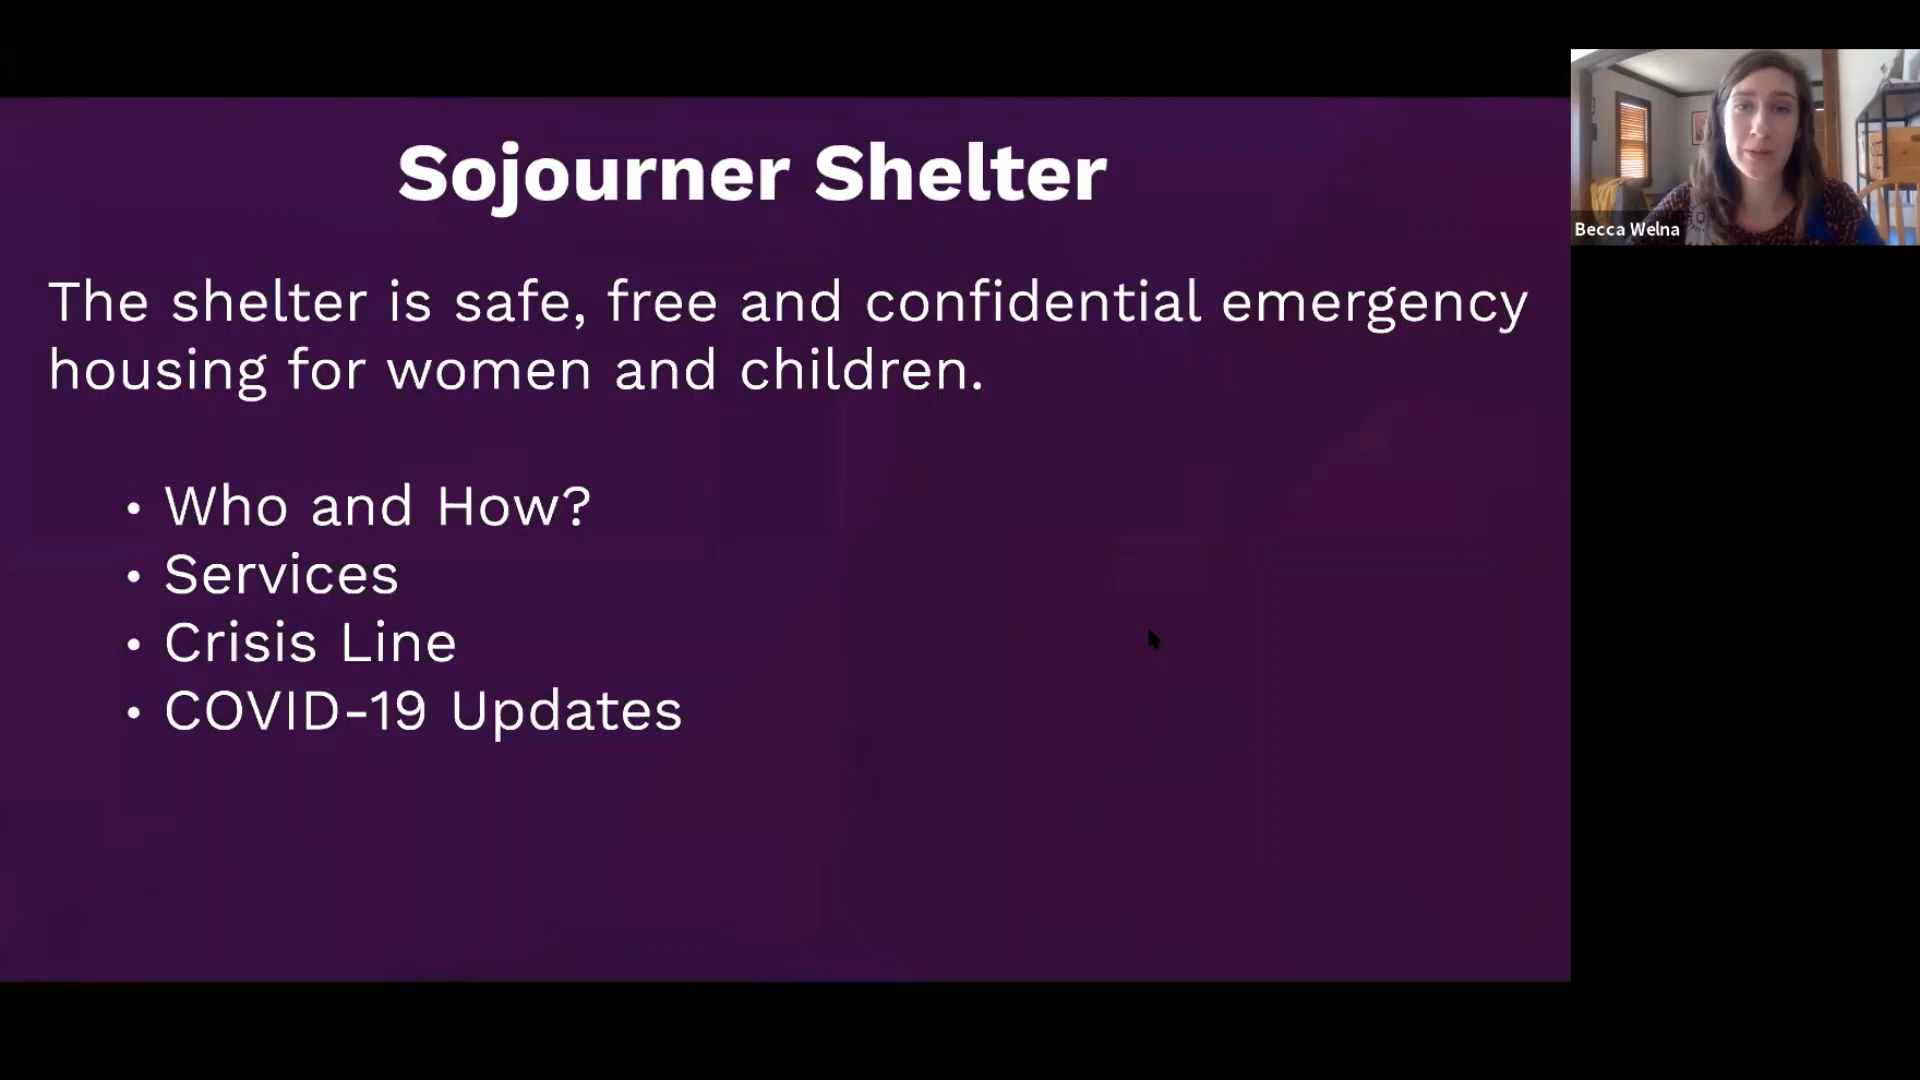 Sojourner Shelter
The shelter is safe, free and confidential emergency
housing for women and children.
• Who and How?
• Services
• Crisis Line
• COVID-19 Updates
Becca Welna